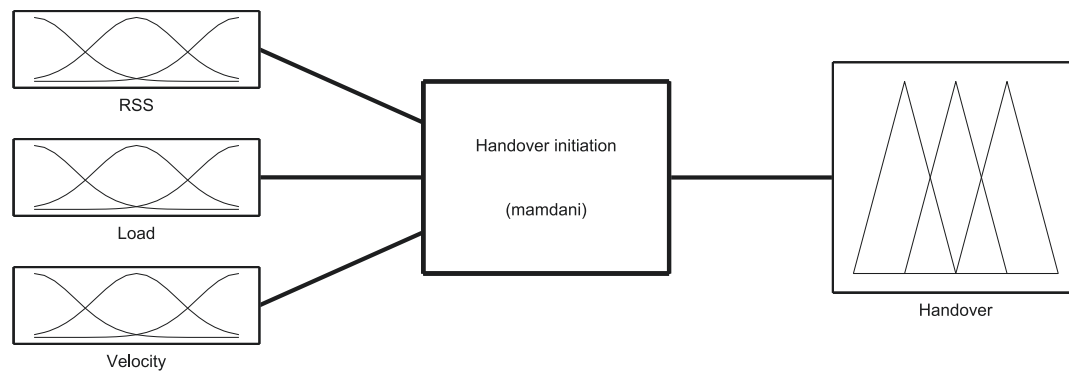 RSS
Load
Velocity
Handover initiation
(mamdani)
Handover